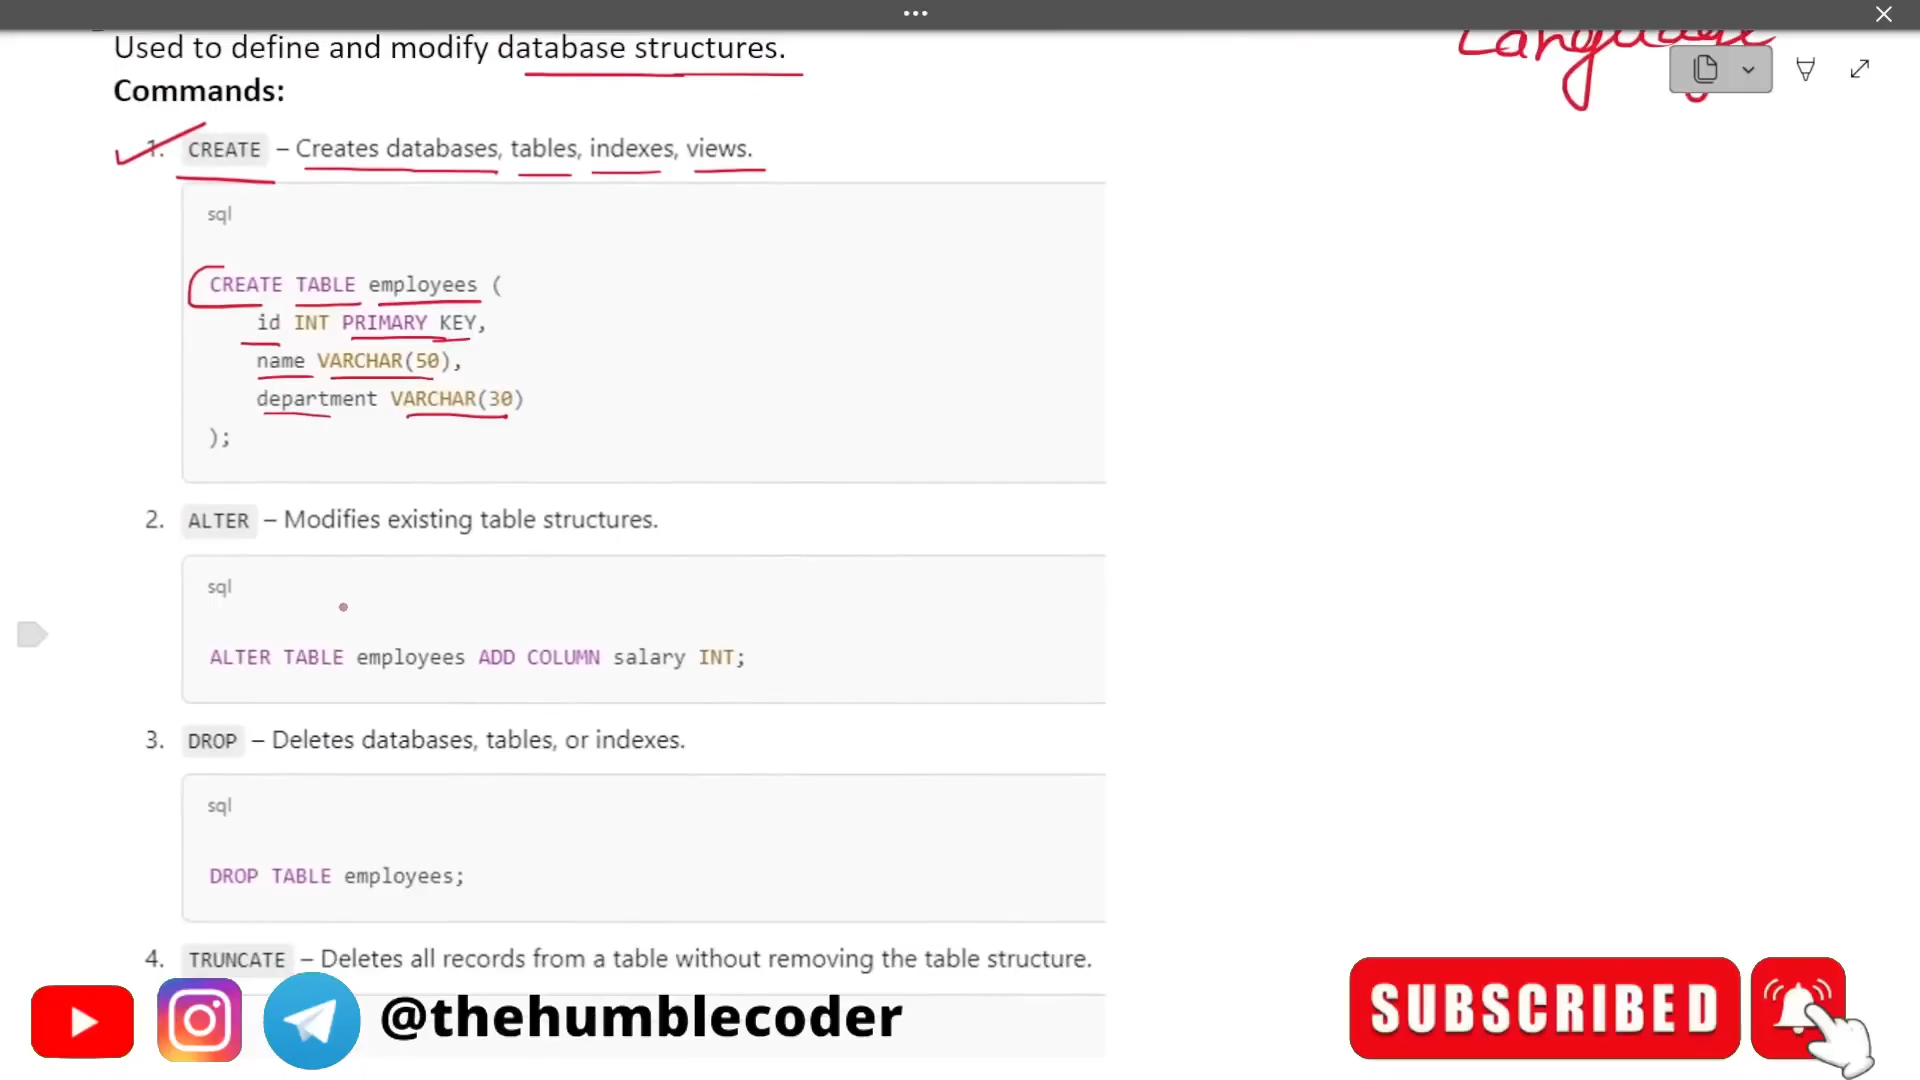 Language
Used to define and modify database structures.
Commands:
1. CREATE – Creates databases, tables, indexes, views.
sql
CREATE TABLE employees (
id INT PRIMARY KEY,
name VARCHAR(50),
department VARCHAR(30)
);
2. ALTER – Modifies existing table structures.
sql
ALTER TABLE employees ADD COLUMN salary INT;
3. DROP – Deletes databases, tables, or indexes.
sql
DROP TABLE employees;
4. TRUNCATE – Deletes all records from a table without removing the table structure.
@thehumblecoder
SUBSCRIBED